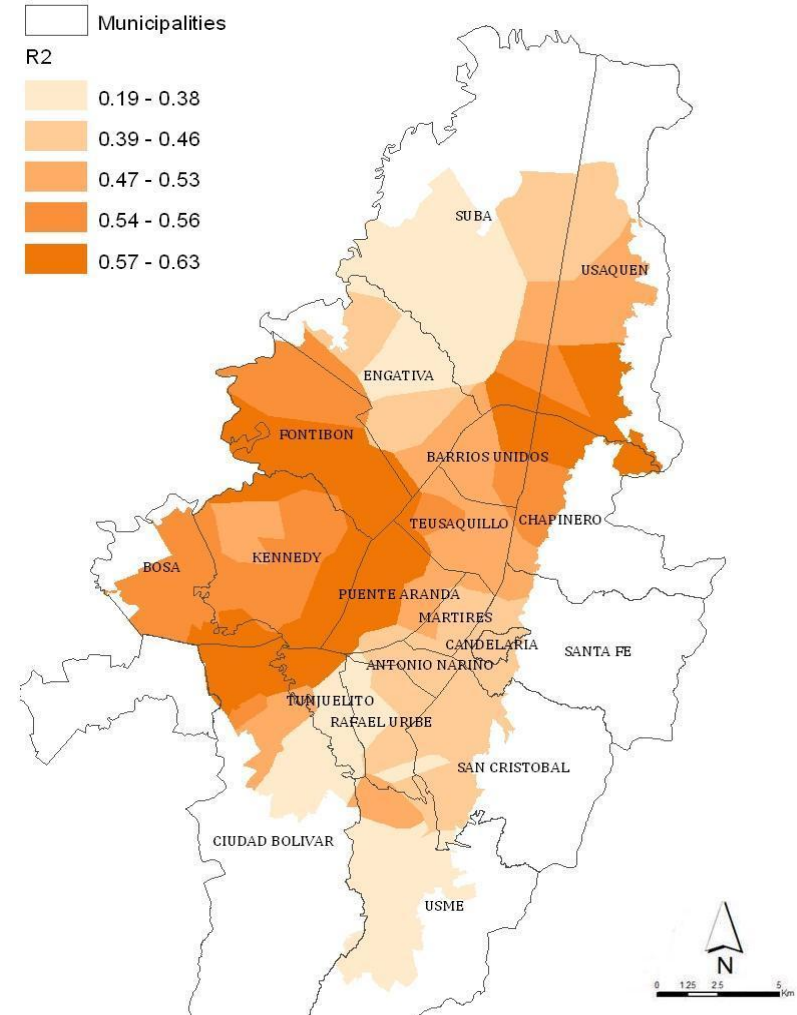 Municipalities
R2
0.19 - 0.38
0.39 - 0.46
0.47 - 0.53
0.54 - 0.56
0.57 - 0.63
SUBA
USAQUEN
ENGATIVA
FONTIBON
BARRIOS UNIDOS
TEUSAQUILLO
CHAPINERO
KENNEDY
BOSA
PUENTE ARANDA
MARTIRES
CANDELARIA
SANTA FE
ANTONIO NARIÑO
TUNJUELITO
RAFAEL URIBE
SAN CRISTOBAL
CIUDAD BOLIVAR
USME
N
0 1.25 2.5 5
Km